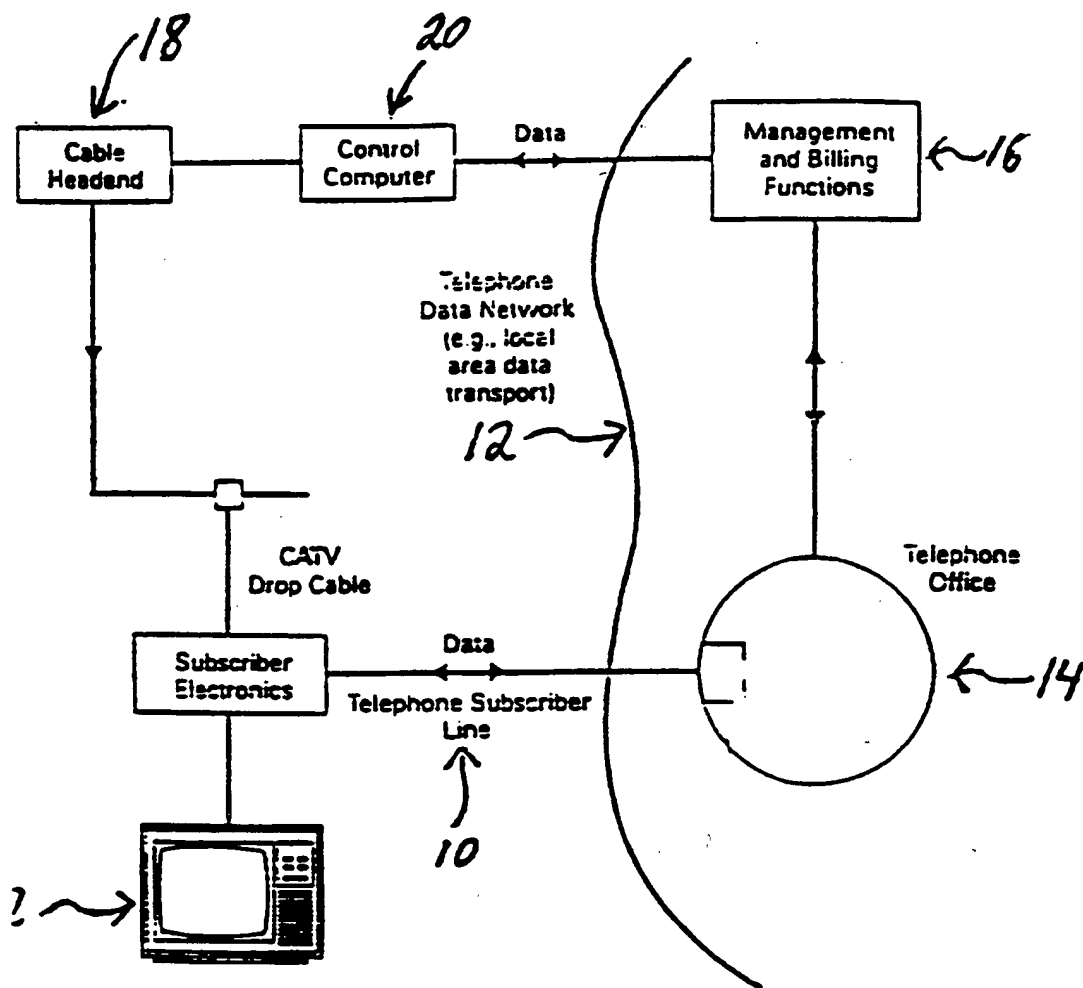 18
20
Cable
Headend
Control
Computer
Data
Management
and Billing
Functions
16
Telephone
Data Network
(e.g., local
area data
transport)
12
CATV
Drop Cable
Telephone
Office
Subscriber
Electronics
Data
Telephone Subscriber
Line
14
10